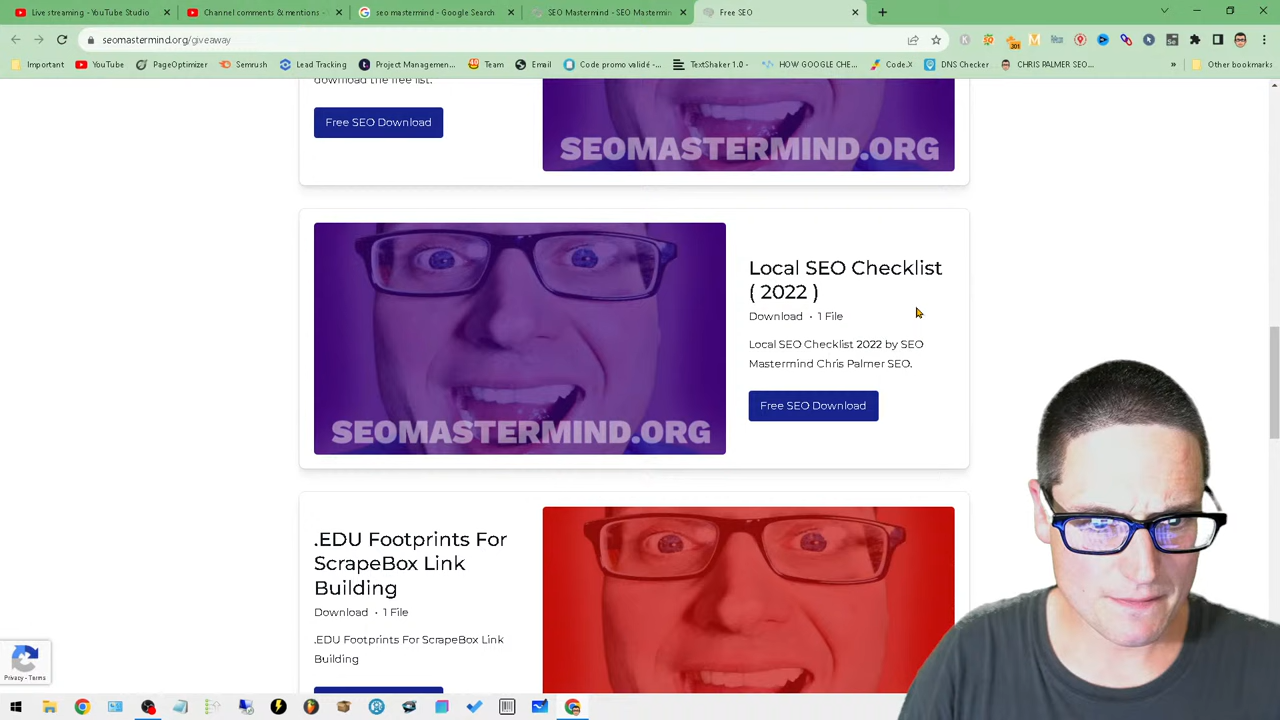 Live streaming - YouTube Studio
Channel comments & mentions -
seo mastermind - Google Search
SEO Mastermind - SEO Mastermin
Free SEO
seomastermind.org/giveaway
Important
YouTube
PageOptimizer
Semrush
Lead Tracking
Project Managemen...
Team
Email
Code promo validé -...
TextShaker 1.0 -
HOW GOOGLE CHE...
Code.X
DNS Checker
CHRIS PALMER SEO...
Other bookmarks
download the free list.
Free SEO Download
SEOMASTERMIND.ORG
Local SEO Checklist
( 2022 )
Download · 1 File
Local SEO Checklist 2022 by SEO
Mastermind Chris Palmer SEO.
Free SEO Download
SEOMASTERMIND.ORG
.EDU Footprints For
ScrapeBox Link
Building
Download · 1 File
.EDU Footprints For ScrapeBox Link
Building
Privacy - Terms